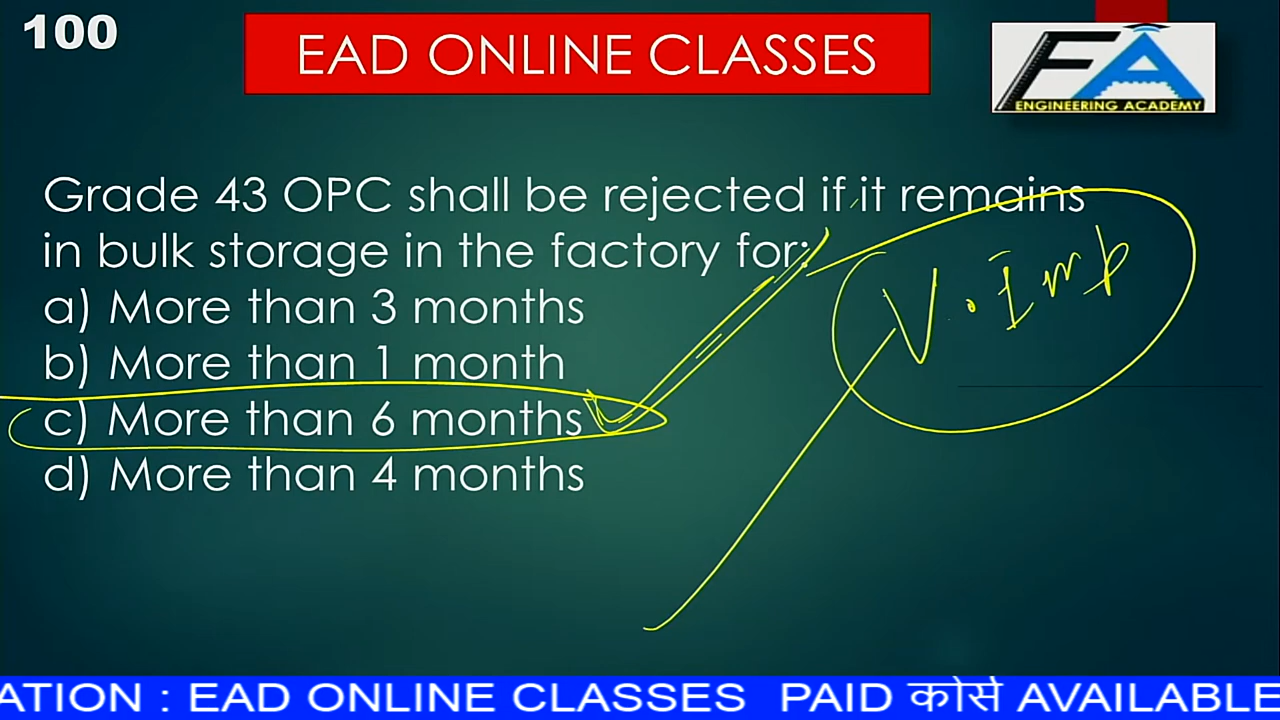 100
EAD ONLINE CLASSES
EA
ENGINEERING ACADEMY
Grade 43 OPC shall be rejected if it remains
in bulk storage in the factory for:
a) More than 3 months
b) More than 1 month
c) More than 6 months
d) More than 4 months
V. Imp
ATION : EAD ONLINE CLASSES PAID कोर्स AVAILABLE